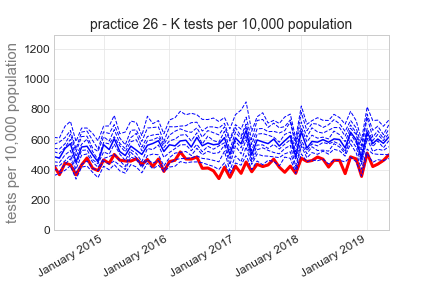 practice 26 - K tests per 10,000 population
tests per 10,000 population
1200
1000
800
600
400
200
0
January 2015
January 2016
January 2017
January 2018
January 2019